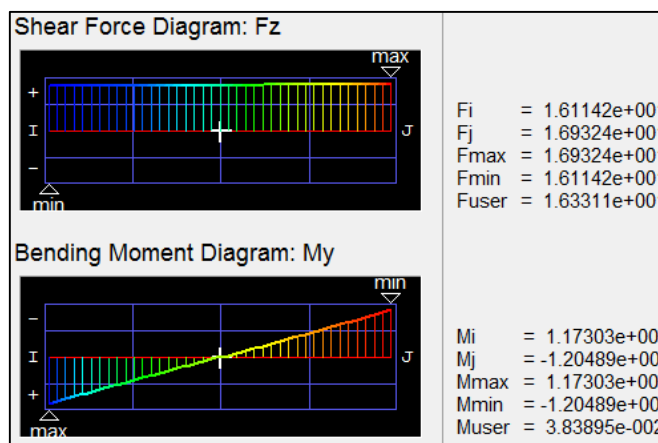 Shear Force Diagram: Fz
max
+
I
J
-
min
Fi = 1.61142e+00
Fj = 1.69324e+00
Fmax = 1.69324e+00
Fmin = 1.61142e+00
Fuser = 1.63311e+00
Bending Moment Diagram: My
min
-
I
J
+
max
Mi = 1.17303e+00
Mj = -1.20489e+00
Mmax = 1.17303e+00
Mmin = -1.20489e+00
Muser = 3.83895e-002